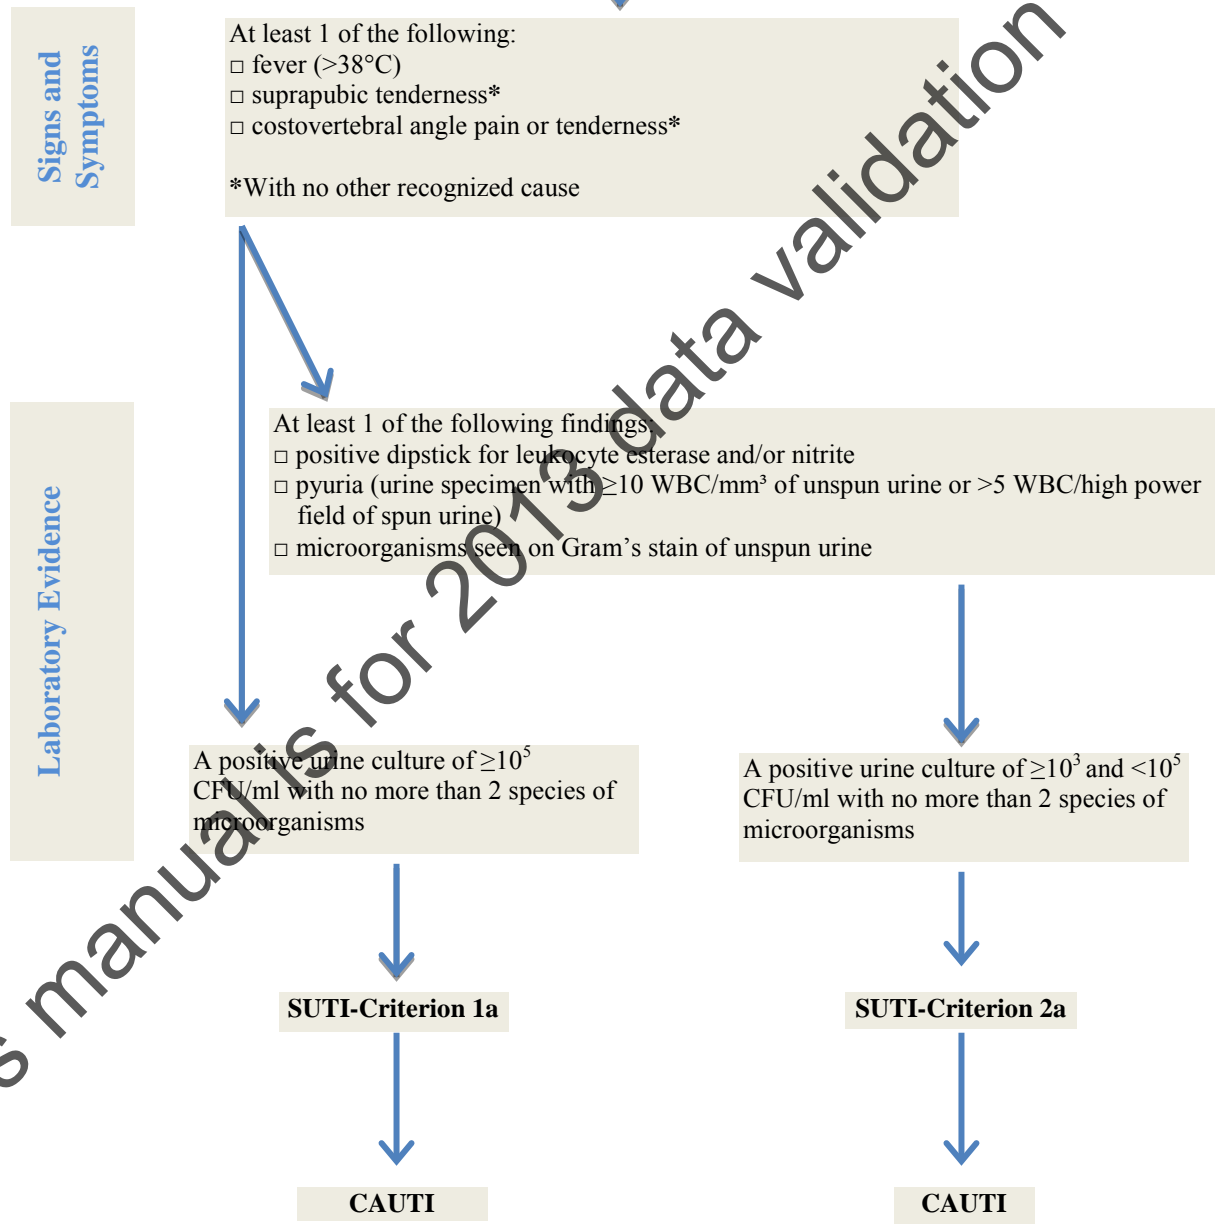 Signs and
Symptoms
At least 1 of the following:
□ fever (>38°C)
□ suprapubic tenderness*
□ costovertebral angle pain or tenderness*
*With no other recognized cause
Laboratory Evidence
At least 1 of the following findings:
□ positive dipstick for leukocyte esterase and/or nitrite
□ pyuria (urine specimen with ≥10 WBC/mm³ of unspun urine or >5 WBC/high power
field of spun urine)
□ microorganisms seen on Gram’s stain of unspun urine
A positive urine culture of ≥10⁵
CFU/ml with no more than 2 species of
microorganisms
A positive urine culture of ≥10³ and <10⁵
CFU/ml with no more than 2 species of
microorganisms
SUTI-Criterion 1a
SUTI-Criterion 2a
CAUTI
CAUTI
s manual is for 2013 data validation